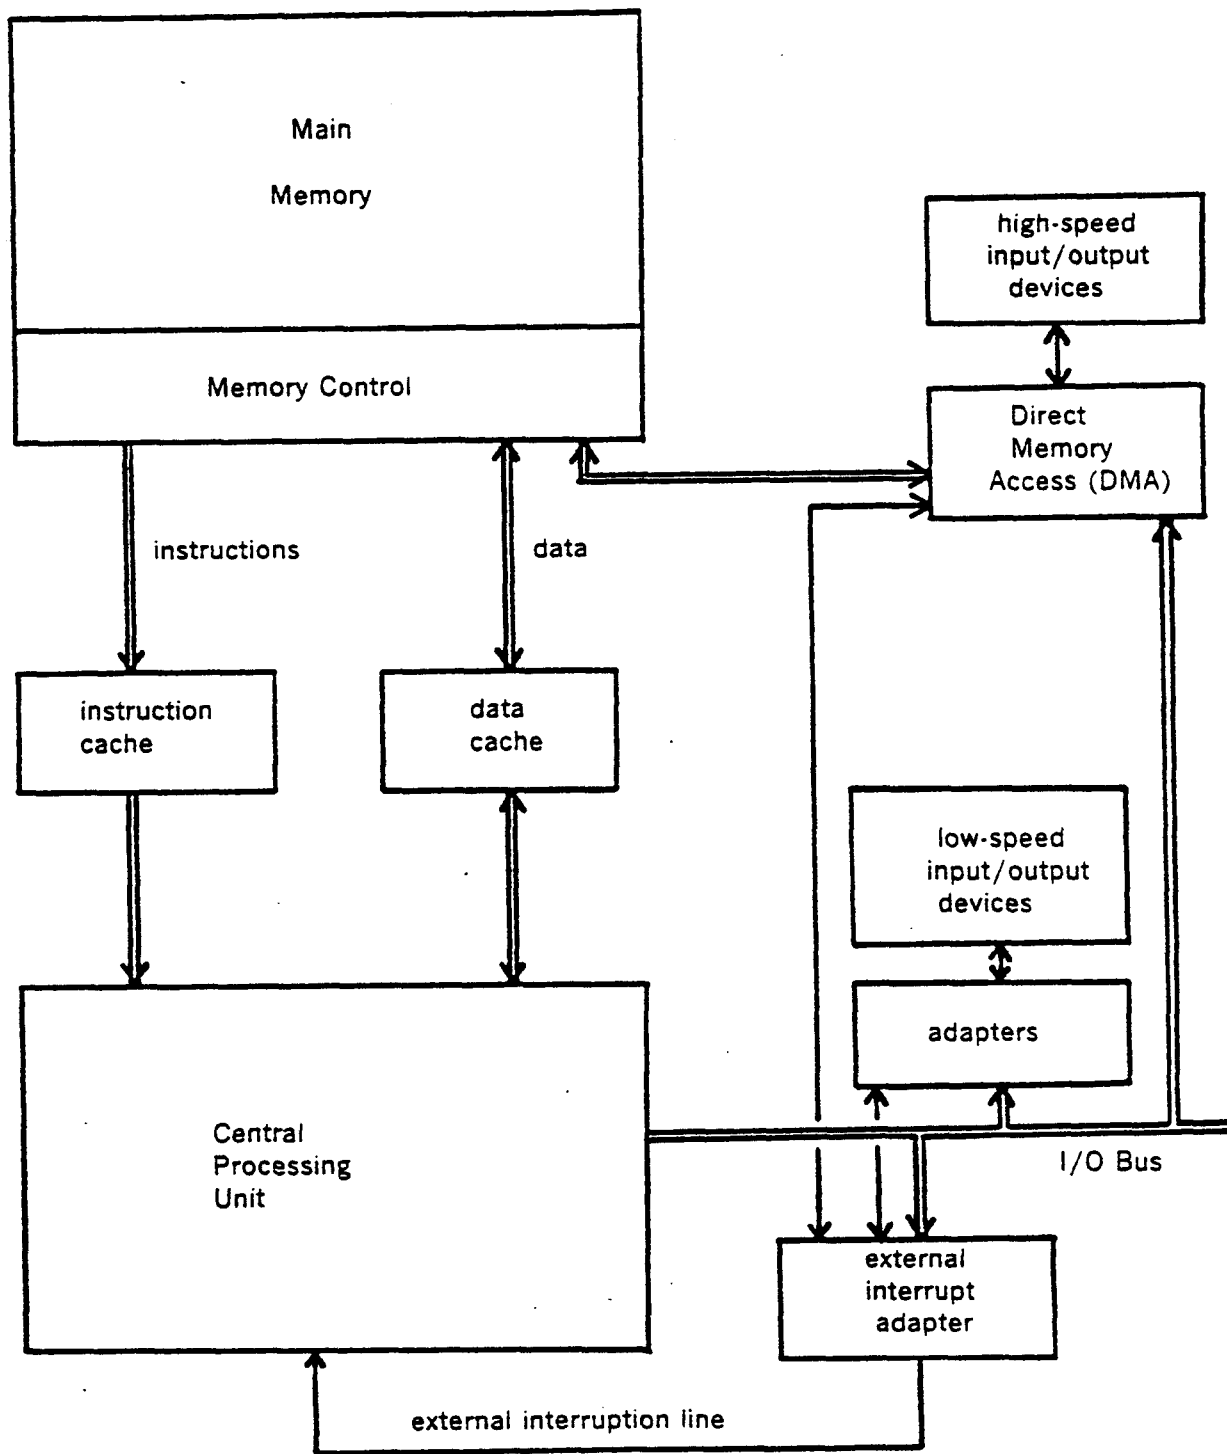 Main
Memory
Memory Control
high-speed
input/output
devices
Direct
Memory
Access (DMA)
instructions
data
instruction
cache
data
cache
low-speed
input/output
devices
adapters
Central
Processing
Unit
I/O Bus
external
interrupt
adapter
external interruption line